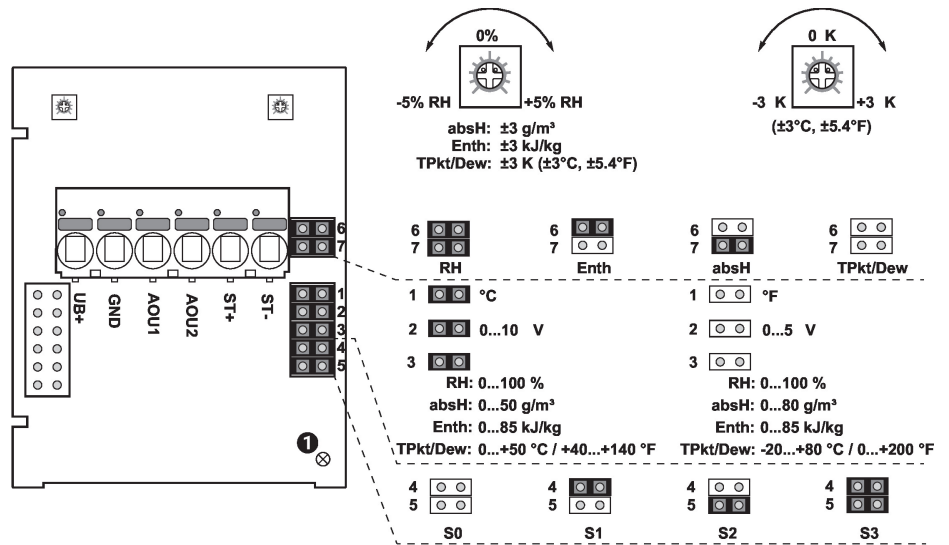 0%
-5% RH +5% RH
absH: ±3 g/m³
Enth: ±3 kJ/kg
TPkt/Dew: ±3 K (±3°C, ±5.4°F)
0 K
-3 K +3 K
(±3°C, ±5.4°F)
6
7
1
2
3
4
5
UB+
GND
AOU1
AOU2
ST+
ST-
1
6 6 6 6
7 7 7 7
RH Enth absH TPkt/Dew
1 °C 1 °F
2 0...10 V 2 0...5 V
3 3
RH: 0...100 % RH: 0...100 %
absH: 0...50 g/m³ absH: 0...80 g/m³
Enth: 0...85 kJ/kg Enth: 0...85 kJ/kg
TPkt/Dew: 0...+50 °C / +40...+140 °F TPkt/Dew: -20...+80 °C / 0...+200 °F
4 4 4 4
5 5 5 5
S0 S1 S2 S3